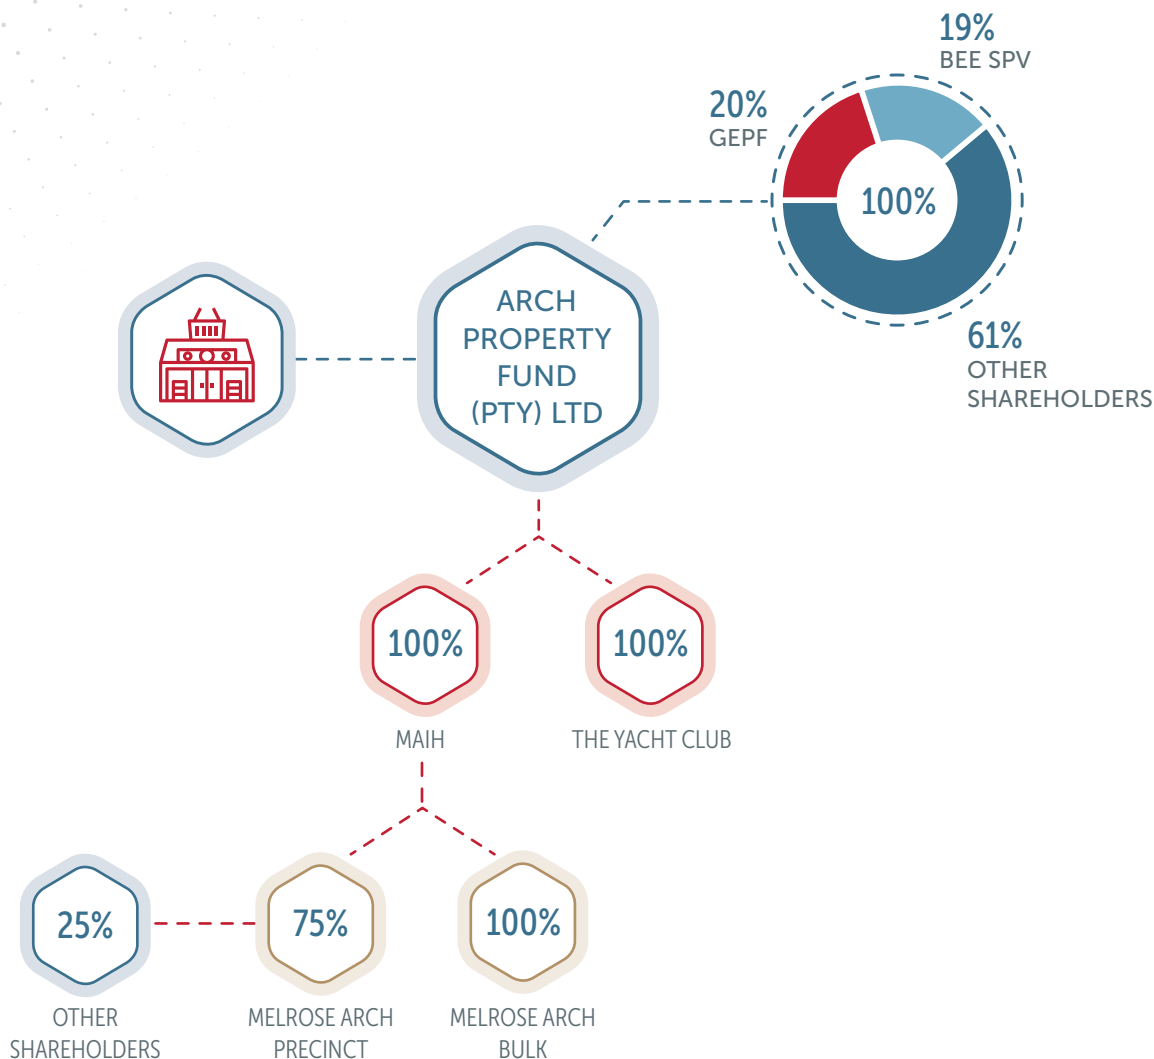 19%
BEE SPV
20%
GEPF
100%
61%
OTHER
SHAREHOLDERS
ARCH
PROPERTY
FUND
(PTY) LTD
100%
MAIH
100%
THE YACHT CLUB
25%
OTHER
SHAREHOLDERS
75%
MELROSE ARCH
PRECINCT
100%
MELROSE ARCH
BULK